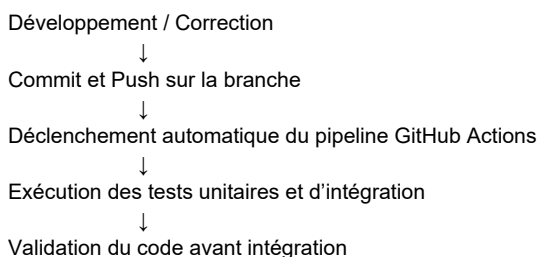 Développement / Correction
↓
Commit et Push sur la branche
↓
Déclenchement automatique du pipeline GitHub Actions
↓
Exécution des tests unitaires et d’intégration
↓
Validation du code avant intégration